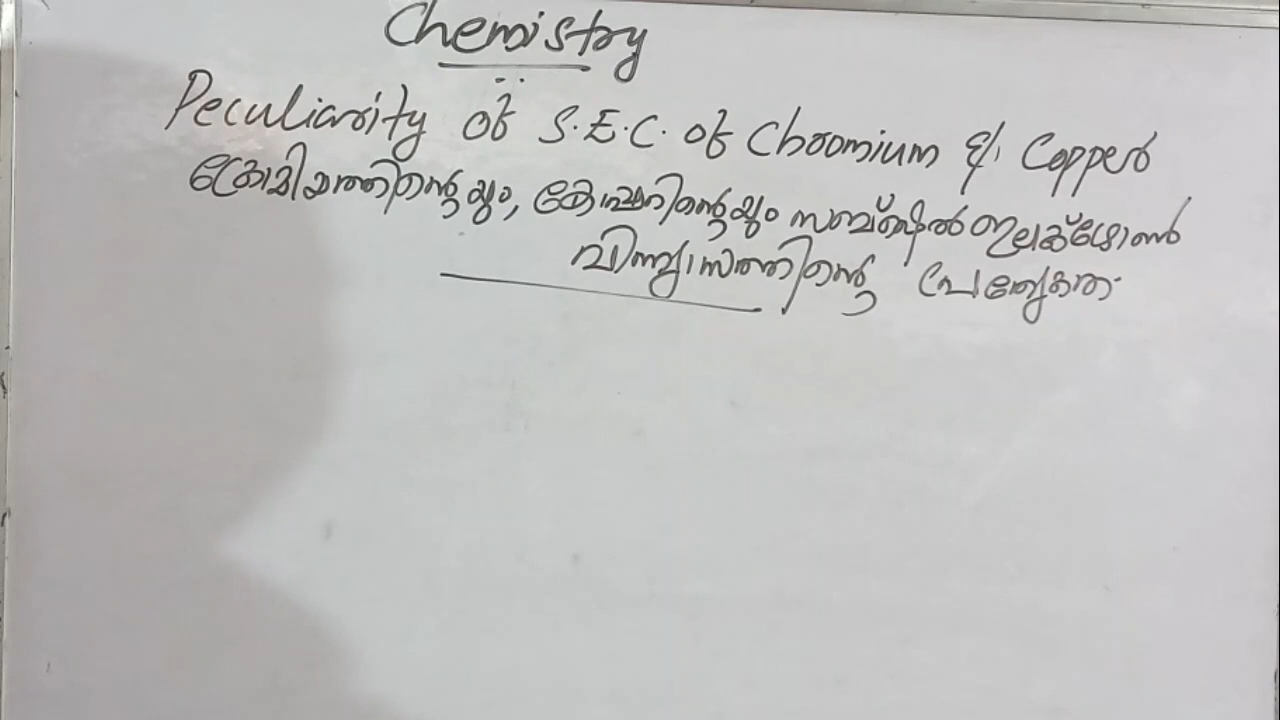 Chemistry
Peculiarity of S.E.C. of Chromium & Copper
ക്രോമിയത്തിന്റെയും, കോപ്പറിന്റെയും സബ്ഷെൽ ഇലക്ട്രോൺ
വിന്യാസത്തിന്റെ പ്രത്യേകത